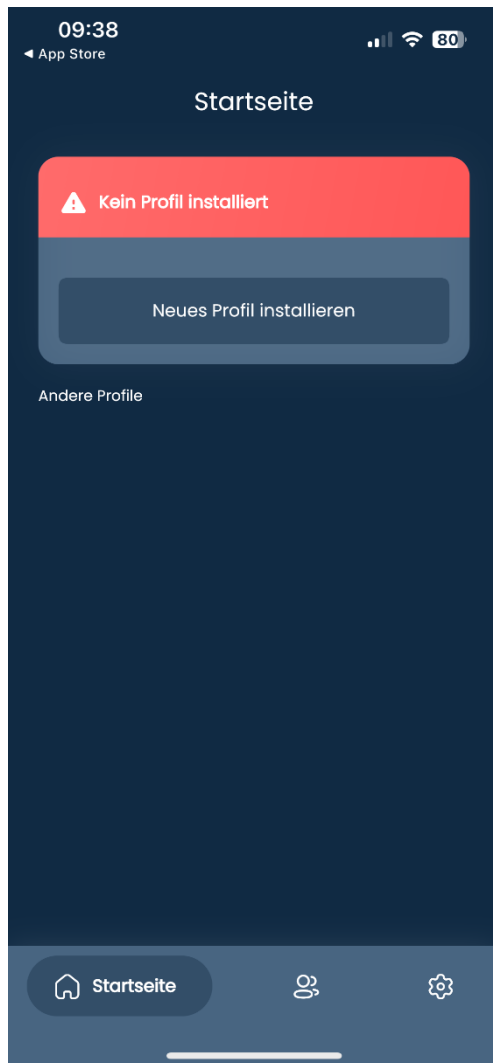 09:38
◀ App Store
80
Startseite
Kein Profil installiert
Neues Profil installieren
Andere Profile
Startseite